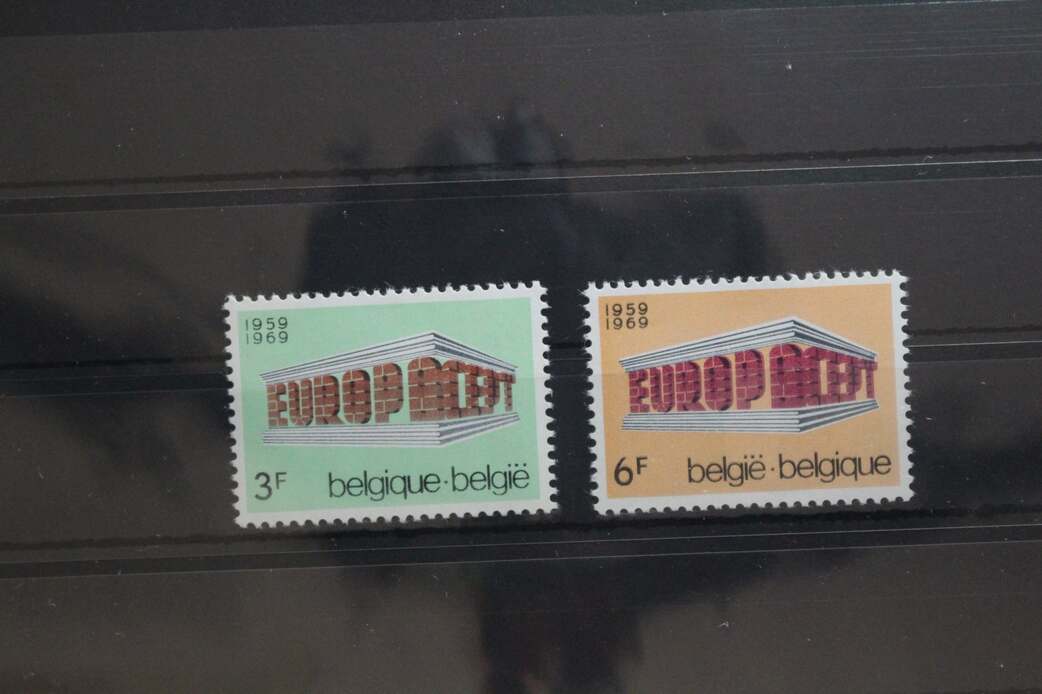 1959
1969
EUROPA CEPT
3F
belgique·belgië
1959
1969
EUROPA CEPT
6F
belgië·belgique